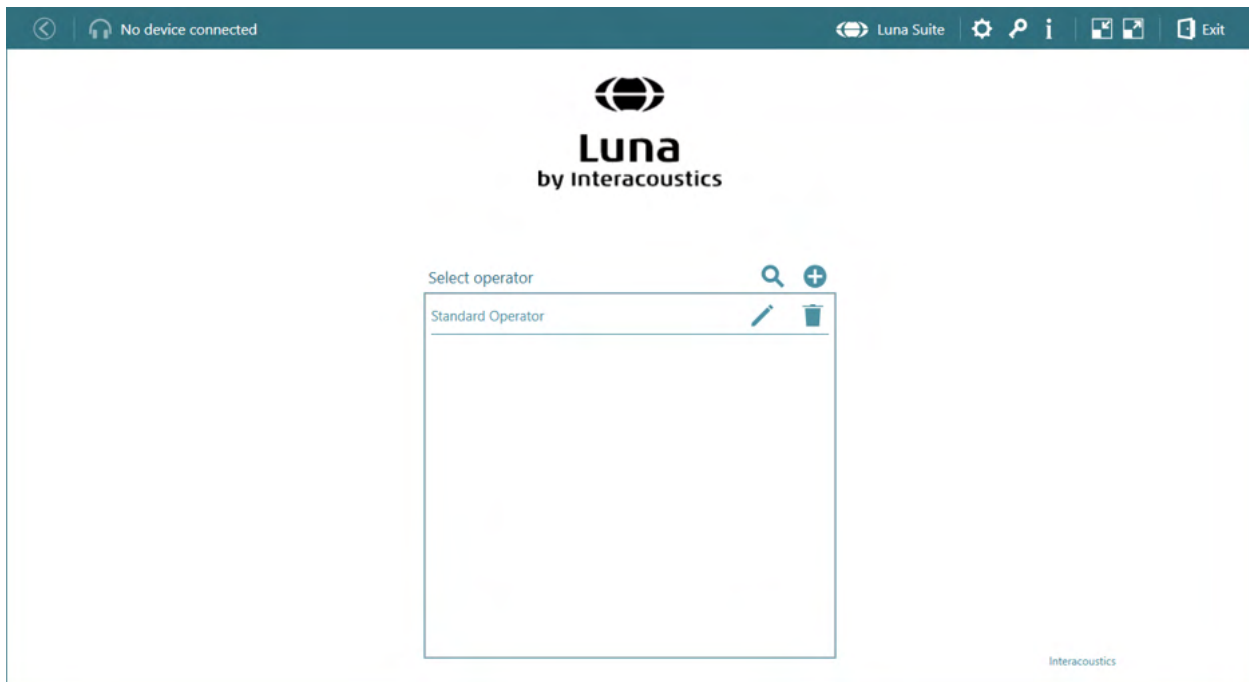 No device connected
Luna Suite
Exit
Luna
by Interacoustics
Select operator
Standard Operator
Interacoustics